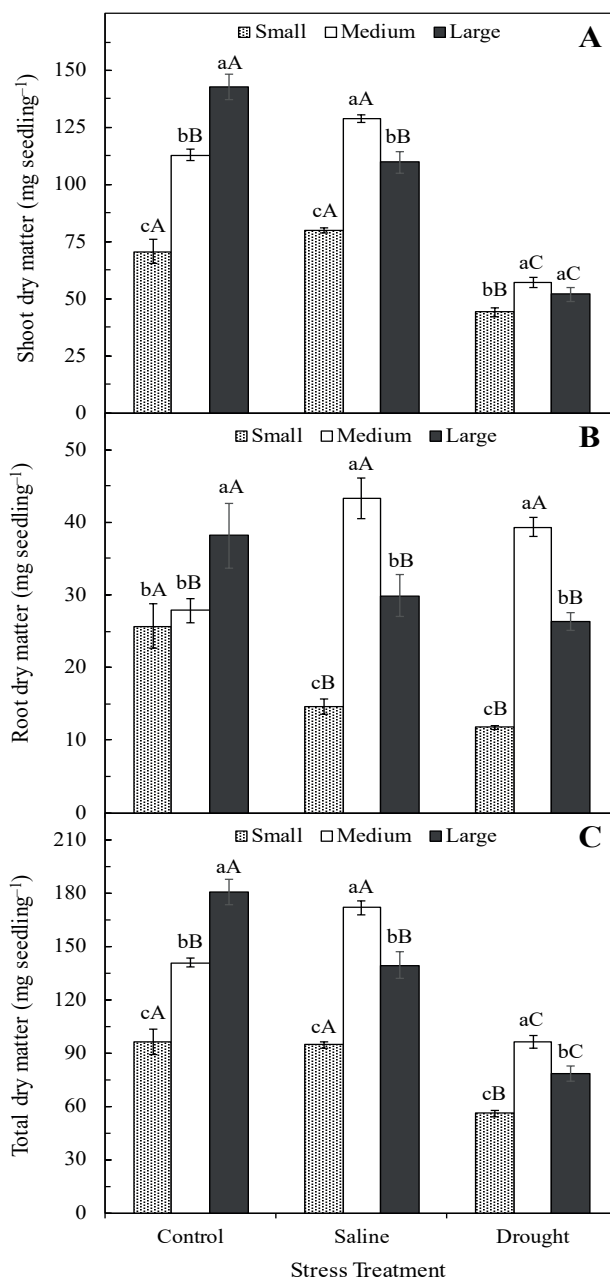 Small Medium Large A
150
125
100
75
50
25
0
Shoot dry matter (mg seedling⁻¹)
cA bB aA
cA aA bB
bB aC aC
Small Medium Large B
50
40
30
20
10
0
Root dry matter (mg seedling⁻¹)
bA bB aA
cB aA bB
cB aA bB
Small Medium Large C
210
180
150
120
90
60
30
0
Total dry matter (mg seedling⁻¹)
cA bB aA
cA aA bB
cB aC bC
Control Saline Drought
Stress Treatment